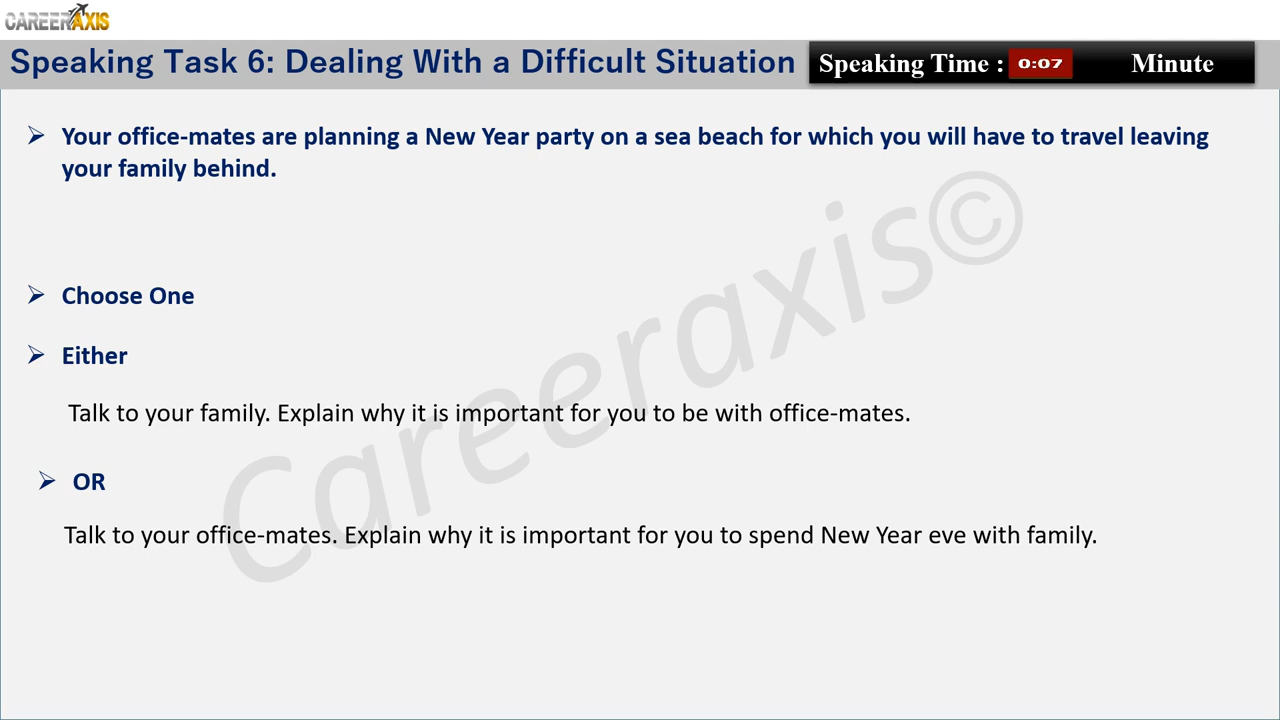 CAREERAXIS
Speaking Task 6: Dealing With a Difficult Situation
Speaking Time : 0:07 Minute
Your office-mates are planning a New Year party on a sea beach for which you will have to travel leaving
your family behind.
Choose One
Either
Talk to your family. Explain why it is important for you to be with office-mates.
OR
Talk to your office-mates. Explain why it is important for you to spend New Year eve with family.
Careeraxis©